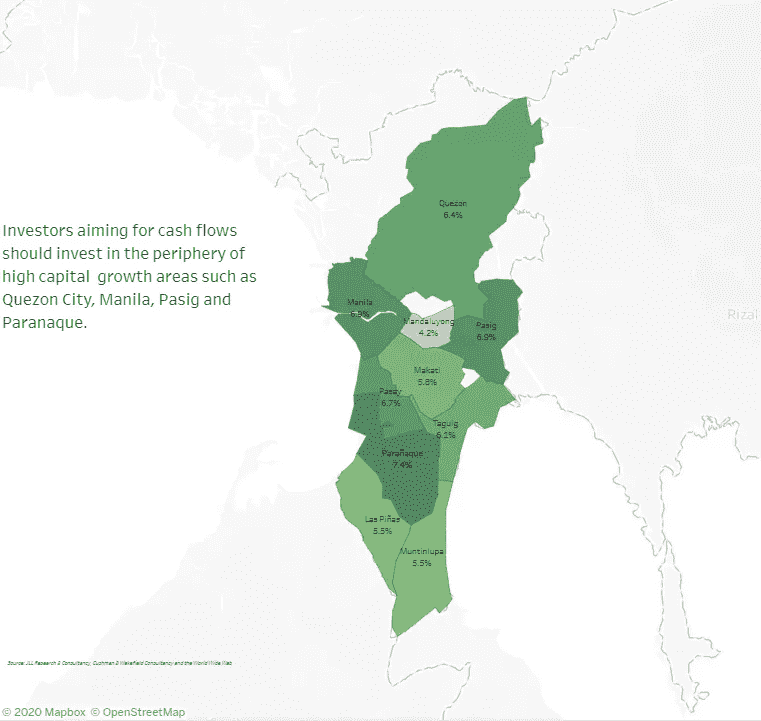 Investors aiming for cash flows
should invest in the periphery of
high capital growth areas such as
Quezon City, Manila, Pasig and
Paranaque.
Quezon
6.4%
Manila
6.9%
Mandaluyong
4.2%
Pasig
6.9%
Rizal
Makati
5.8%
Pasay
6.7%
Taguig
6.1%
Parañaque
7.4%
Las Piñas
5.5%
Muntinlupa
5.5%
Source: JLL Research & Consultancy, Cushman & Wakefield Consultancy and the World Wide Web
© 2020 Mapbox © OpenStreetMap